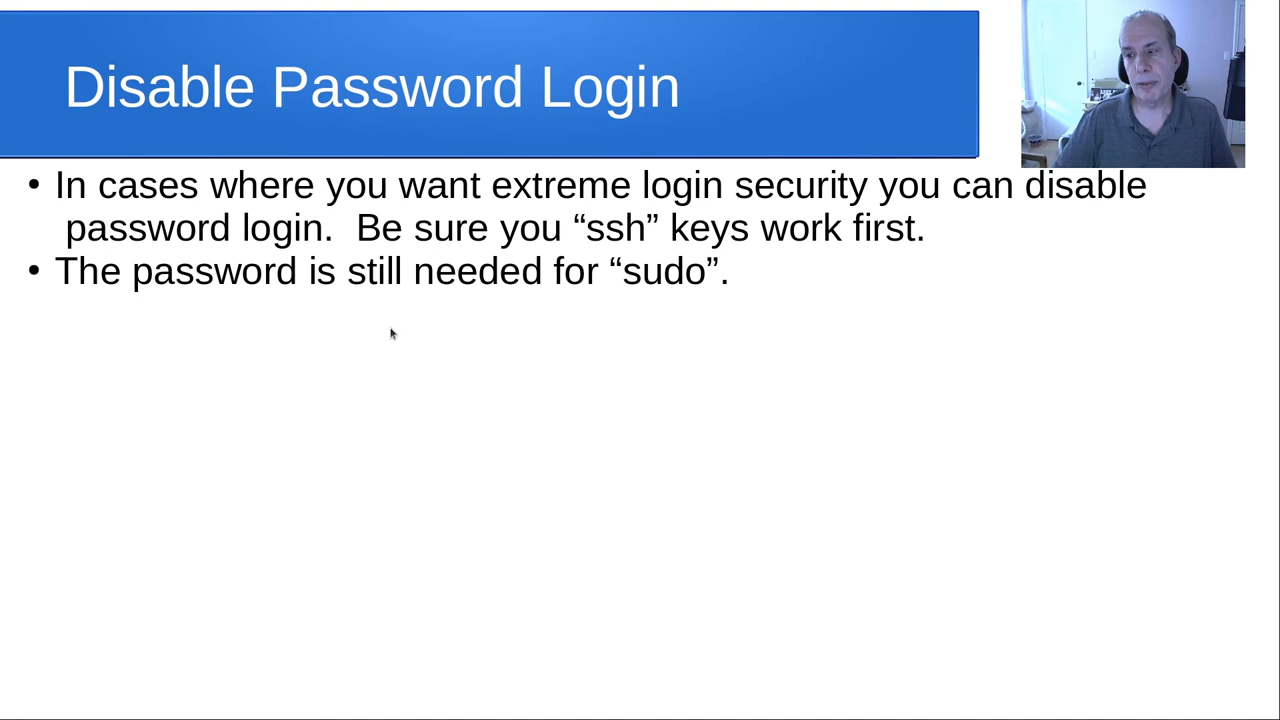 Disable Password Login
• In cases where you want extreme login security you can disable
password login.  Be sure you “ssh” keys work first.
• The password is still needed for “sudo”.